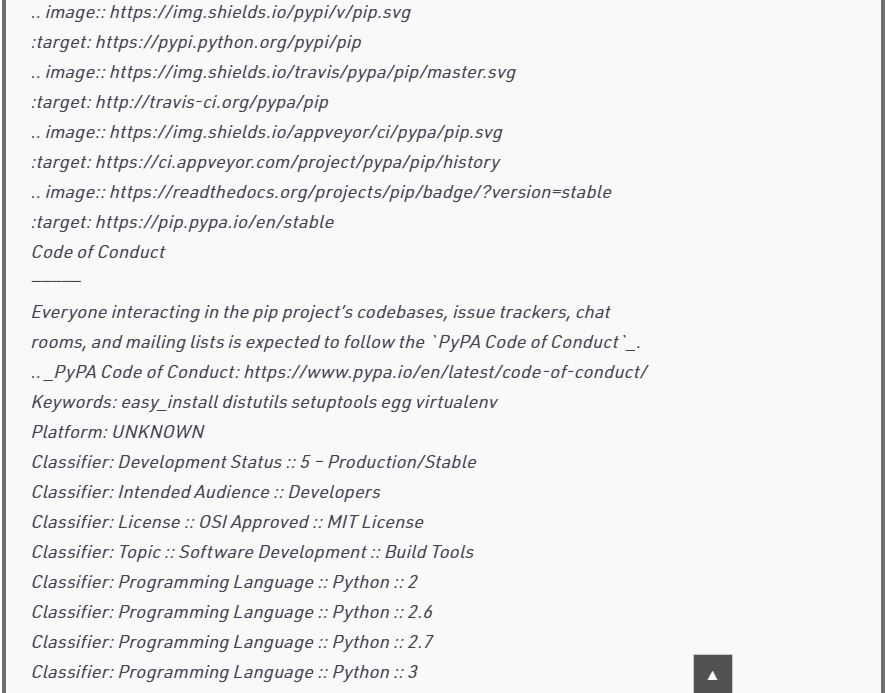 .. image:: https://img.shields.io/pypi/v/pip.svg
:target: https://pypi.python.org/pypi/pip
.. image:: https://img.shields.io/travis/pypa/pip/master.svg
:target: http://travis-ci.org/pypa/pip
.. image:: https://img.shields.io/appveyor/ci/pypa/pip.svg
:target: https://ci.appveyor.com/project/pypa/pip/history
.. image:: https://readthedocs.org/projects/pip/badge/?version=stable
:target: https://pip.pypa.io/en/stable
Code of Conduct
—————
Everyone interacting in the pip project’s codebases, issue trackers, chat
rooms, and mailing lists is expected to follow the `PyPA Code of Conduct`_.
.. _PyPA Code of Conduct: https://www.pypa.io/en/latest/code-of-conduct/
Keywords: easy_install distutils setuptools egg virtualenv
Platform: UNKNOWN
Classifier: Development Status :: 5 – Production/Stable
Classifier: Intended Audience :: Developers
Classifier: License :: OSI Approved :: MIT License
Classifier: Topic :: Software Development :: Build Tools
Classifier: Programming Language :: Python :: 2
Classifier: Programming Language :: Python :: 2.6
Classifier: Programming Language :: Python :: 2.7
Classifier: Programming Language :: Python :: 3